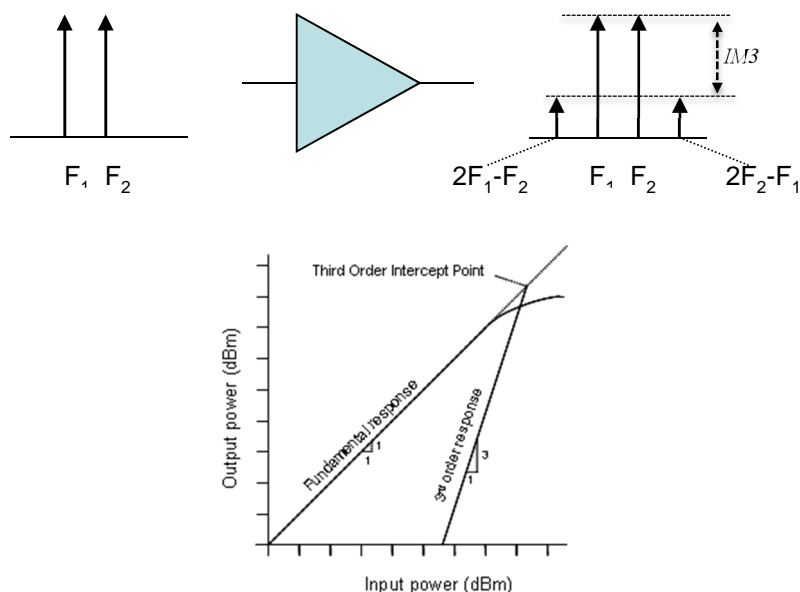 IM3
F₁ F₂
2F₁-F₂ F₁ F₂ 2F₂-F₁
Third Order Intercept Point
Output power (dBm)
Fundamental response
1
1
3rd order response
3
1
Input power (dBm)